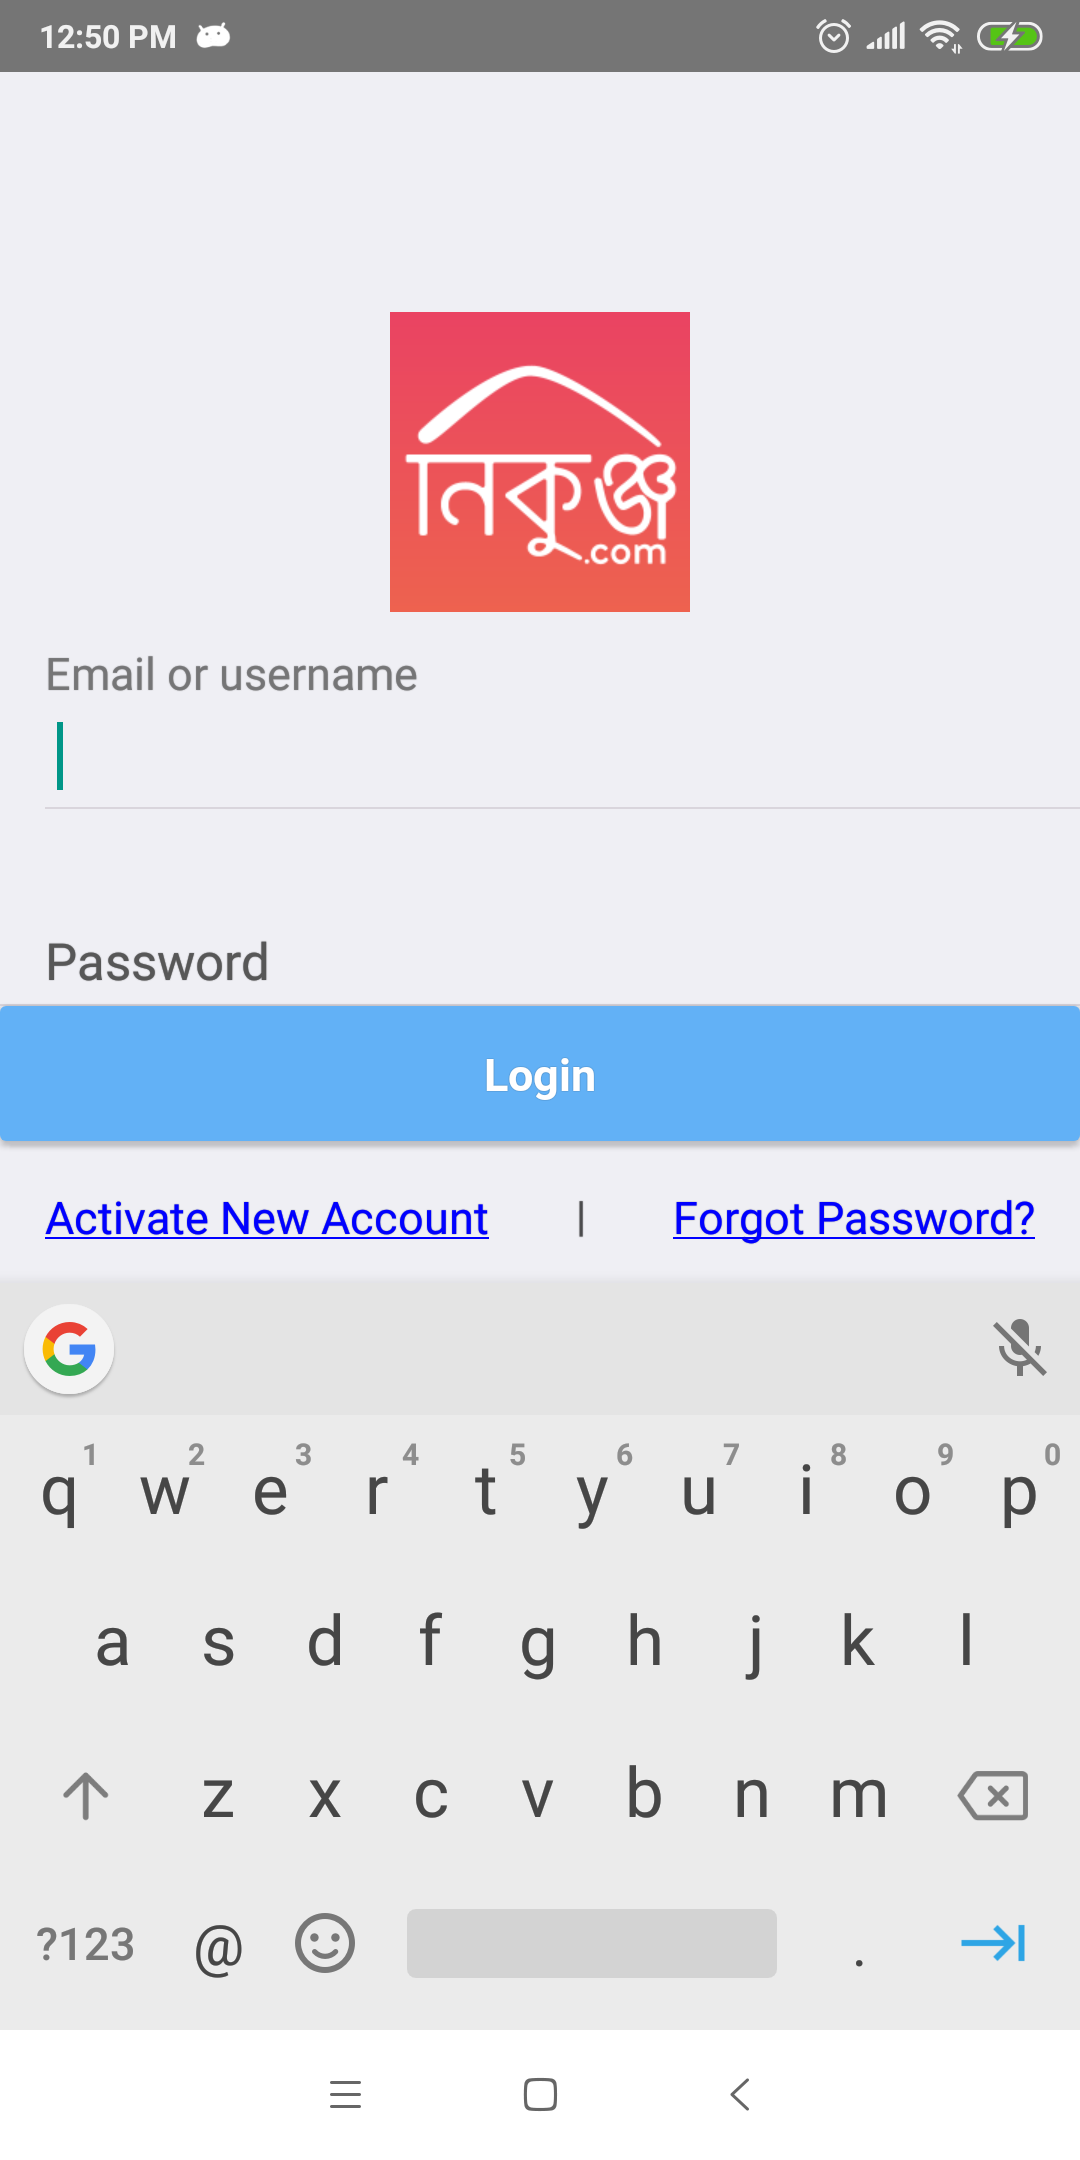 12:50 PM
নিকুঞ্জ
.com
Email or username
Password
Login
Activate New Account | Forgot Password?
1 2 3 4 5 6 7 8 9 0
q w e r t y u i o p
a s d f g h j k l
z x c v b n m
?123 @ .